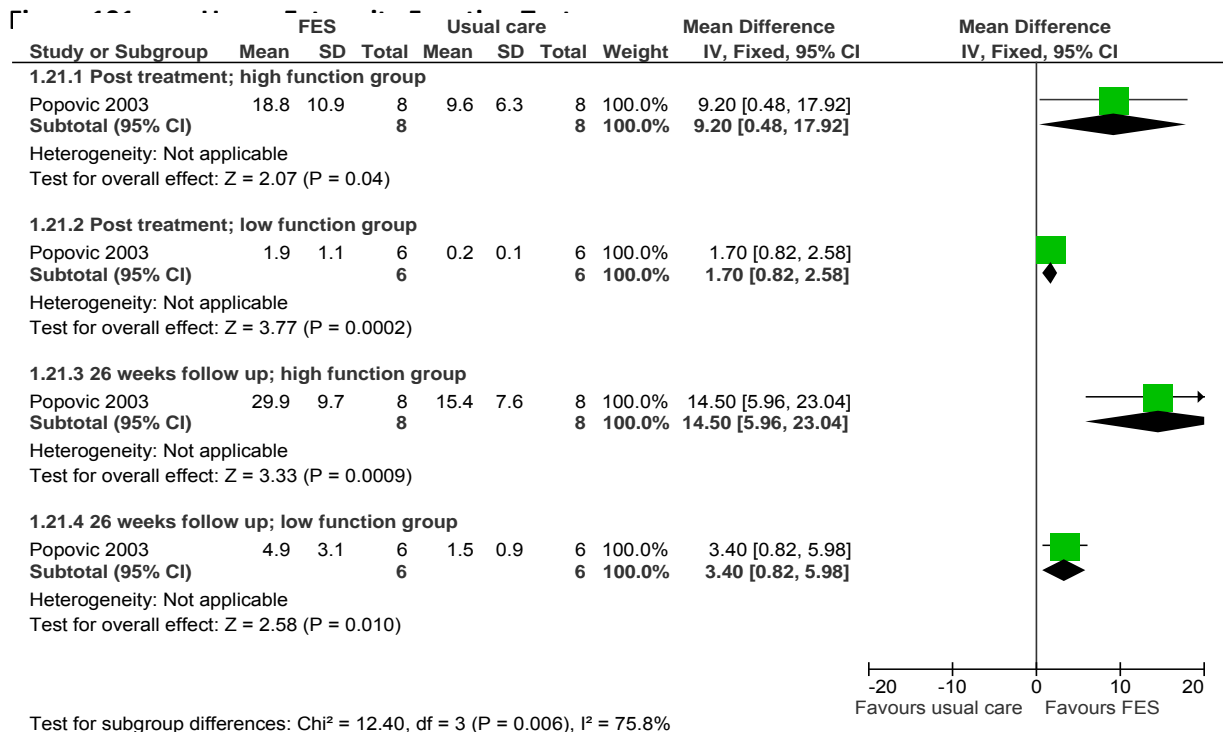 FES Usual care Mean Difference Mean Difference
Study or Subgroup Mean SD Total Mean SD Total Weight IV, Fixed, 95% CI IV, Fixed, 95% CI
1.21.1 Post treatment; high function group
Popovic 2003 18.8 10.9 8 9.6 6.3 8 100.0% 9.20 [0.48, 17.92]
Subtotal (95% CI) 8 8 100.0% 9.20 [0.48, 17.92]
Heterogeneity: Not applicable
Test for overall effect: Z = 2.07 (P = 0.04)
1.21.2 Post treatment; low function group
Popovic 2003 1.9 1.1 6 0.2 0.1 6 100.0% 1.70 [0.82, 2.58]
Subtotal (95% CI) 6 6 100.0% 1.70 [0.82, 2.58]
Heterogeneity: Not applicable
Test for overall effect: Z = 3.77 (P = 0.0002)
1.21.3 26 weeks follow up; high function group
Popovic 2003 29.9 9.7 8 15.4 7.6 8 100.0% 14.50 [5.96, 23.04]
Subtotal (95% CI) 8 8 100.0% 14.50 [5.96, 23.04]
Heterogeneity: Not applicable
Test for overall effect: Z = 3.33 (P = 0.0009)
1.21.4 26 weeks follow up; low function group
Popovic 2003 4.9 3.1 6 1.5 0.9 6 100.0% 3.40 [0.82, 5.98]
Subtotal (95% CI) 6 6 100.0% 3.40 [0.82, 5.98]
Heterogeneity: Not applicable
Test for overall effect: Z = 2.58 (P = 0.010)
-20 -10 0 10 20
Favours usual care Favours FES
Test for subgroup differences: Chi² = 12.40, df = 3 (P = 0.006), I² = 75.8%